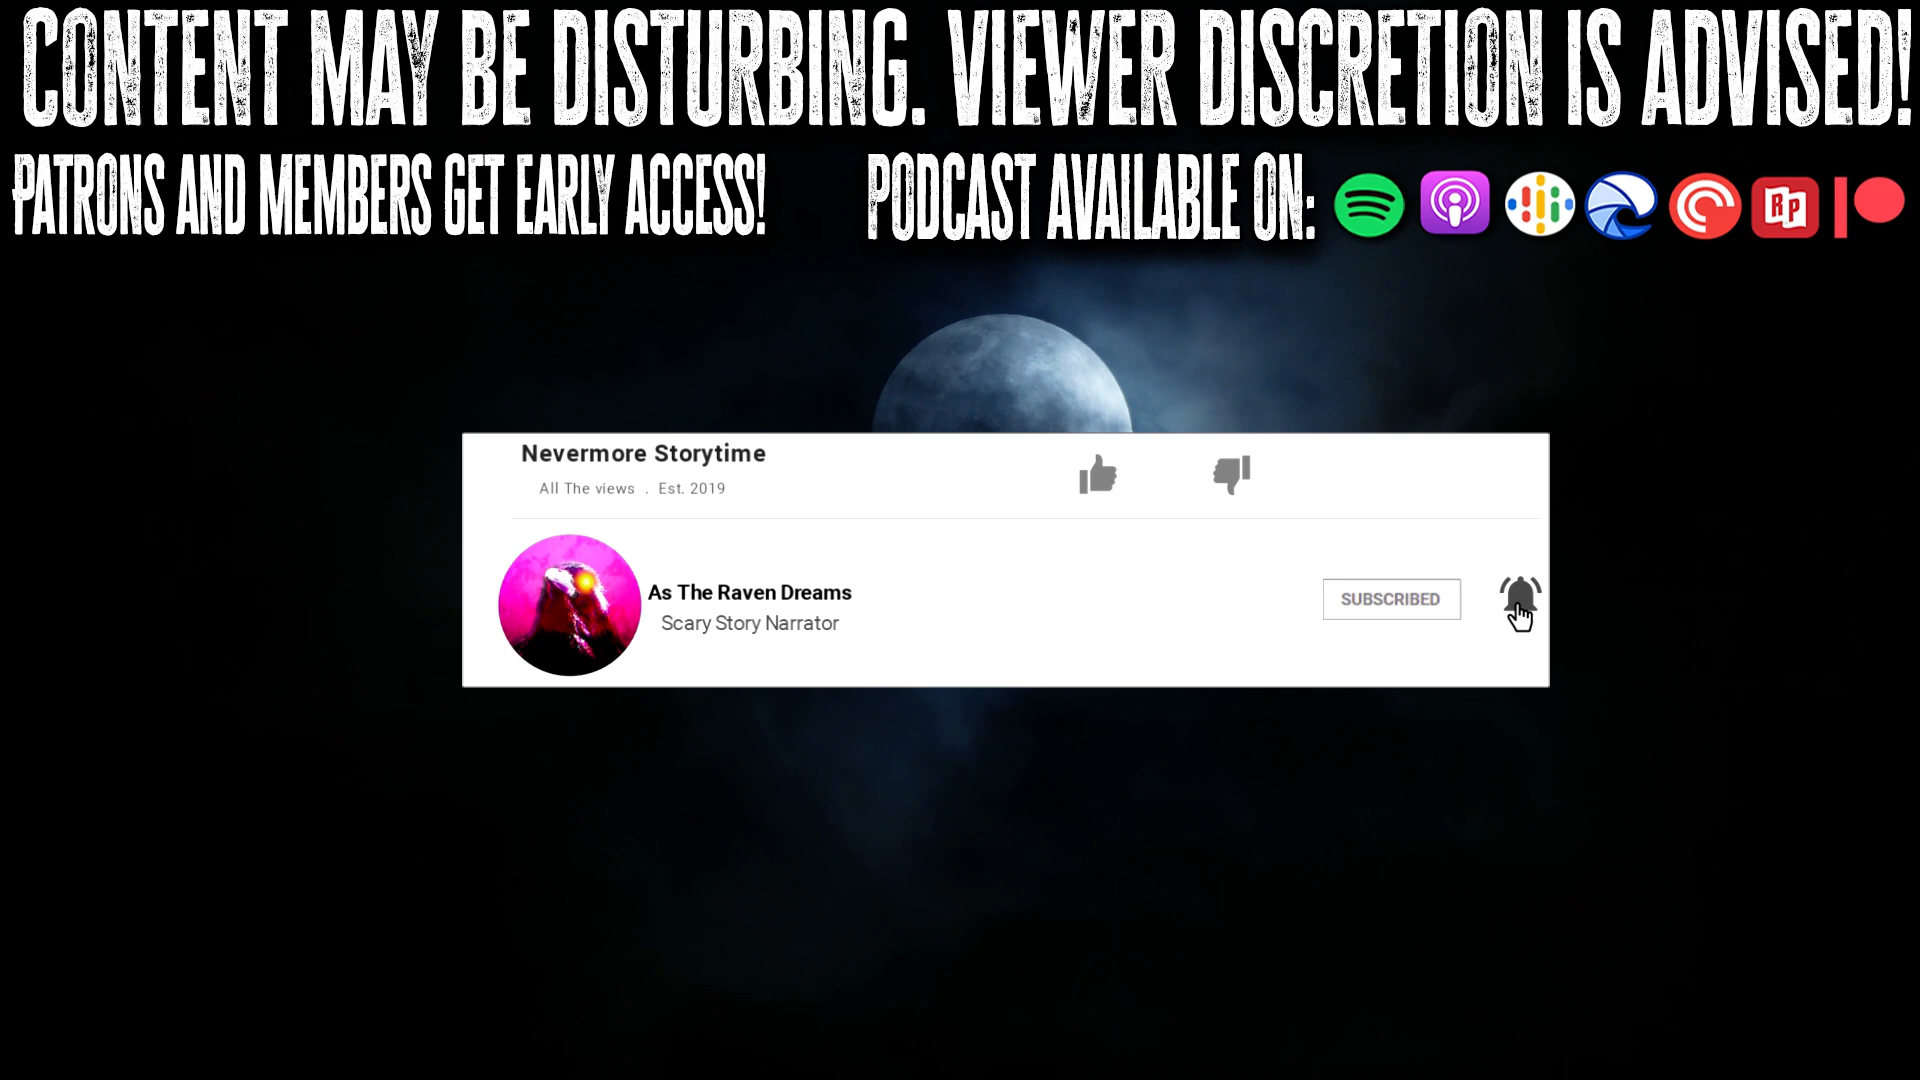 CONTENT MAY BE DISTURBING. VIEWER DISCRETION IS ADVISED!
PATRONS AND MEMBERS GET EARLY ACCESS!
PODCAST AVAILABLE ON:
RP
Nevermore Storytime
All The views . Est. 2019
As The Raven Dreams
Scary Story Narrator
SUBSCRIBED